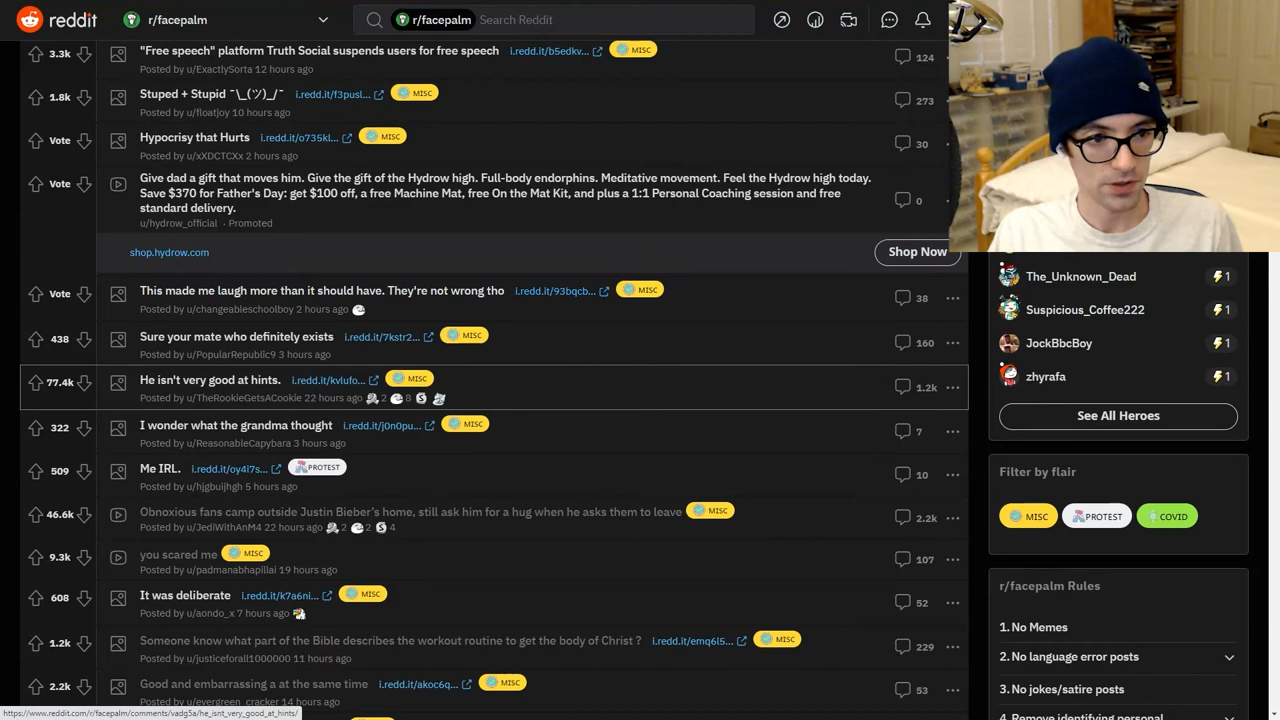 reddit
r/facepalm
r/facepalm
Search Reddit
3.3k
"Free speech" platform Truth Social suspends users for free speech
i.redd.it/b5edkv...
MISC
Posted by u/ExactlySorta 12 hours ago
124
1.8k
Stuped + Stupid ¯\_(ツ)_/¯
i.redd.it/f3pusl...
MISC
Posted by u/floatjoy 10 hours ago
273
Vote
Hypocrisy that Hurts
i.redd.it/o735kl...
MISC
Posted by u/xXDCTCXx 2 hours ago
30
Vote
Give dad a gift that moves him. Give the gift of the Hydrow high. Full-body endorphins. Meditative movement. Feel the Hydrow high today.
Save $370 for Father's Day: get $100 off, a free Machine Mat, free On the Mat Kit, and plus a 1:1 Personal Coaching session and free
standard delivery.
u/hydrow_official · Promoted
0
shop.hydrow.com
Shop Now
Vote
This made me laugh more than it should have. They're not wrong tho
i.redd.it/93bqcb...
MISC
Posted by u/changeableschoolboy 2 hours ago
38
438
Sure your mate who definitely exists
i.redd.it/7kstr2...
MISC
Posted by u/PopularRepublic9 3 hours ago
160
77.4k
He isn't very good at hints.
i.redd.it/kvlufo...
MISC
Posted by u/TheRookieGetsACookie 22 hours ago
2
8
1.2k
322
I wonder what the grandma thought
i.redd.it/j0n0pu...
MISC
Posted by u/ReasonableCapybara 3 hours ago
7
509
Me IRL.
i.redd.it/oy4i7s...
PROTEST
Posted by u/hjgbuijhgh 5 hours ago
10
46.6k
Obnoxious fans camp outside Justin Bieber's home, still ask him for a hug when he asks them to leave
MISC
Posted by u/JediWithAnM4 22 hours ago
2
2
4
2.2k
9.3k
you scared me
MISC
Posted by u/padmanabhapillai 19 hours ago
107
608
It was deliberate
i.redd.it/k7a6ni...
MISC
Posted by u/aondo_x 7 hours ago
52
1.2k
Someone know what part of the Bible describes the workout routine to get the body of Christ ?
i.redd.it/emq6l5...
MISC
Posted by u/justiceforall1000000 11 hours ago
229
2.2k
Good and embarrassing a at the same time
i.redd.it/akoc6q...
MISC
Posted by u/evergreen_cracker 14 hours ago
53
https://www.reddit.com/r/facepalm/comments/vadg5a/he_isnt_very_good_at_hints/
The_Unknown_Dead
1
Suspicious_Coffee222
1
JockBbcBoy
1
zhyrafa
1
See All Heroes
Filter by flair
MISC
PROTEST
COVID
r/facepalm Rules
1. No Memes
2. No language error posts
3. No jokes/satire posts
4. Remove identifying personal